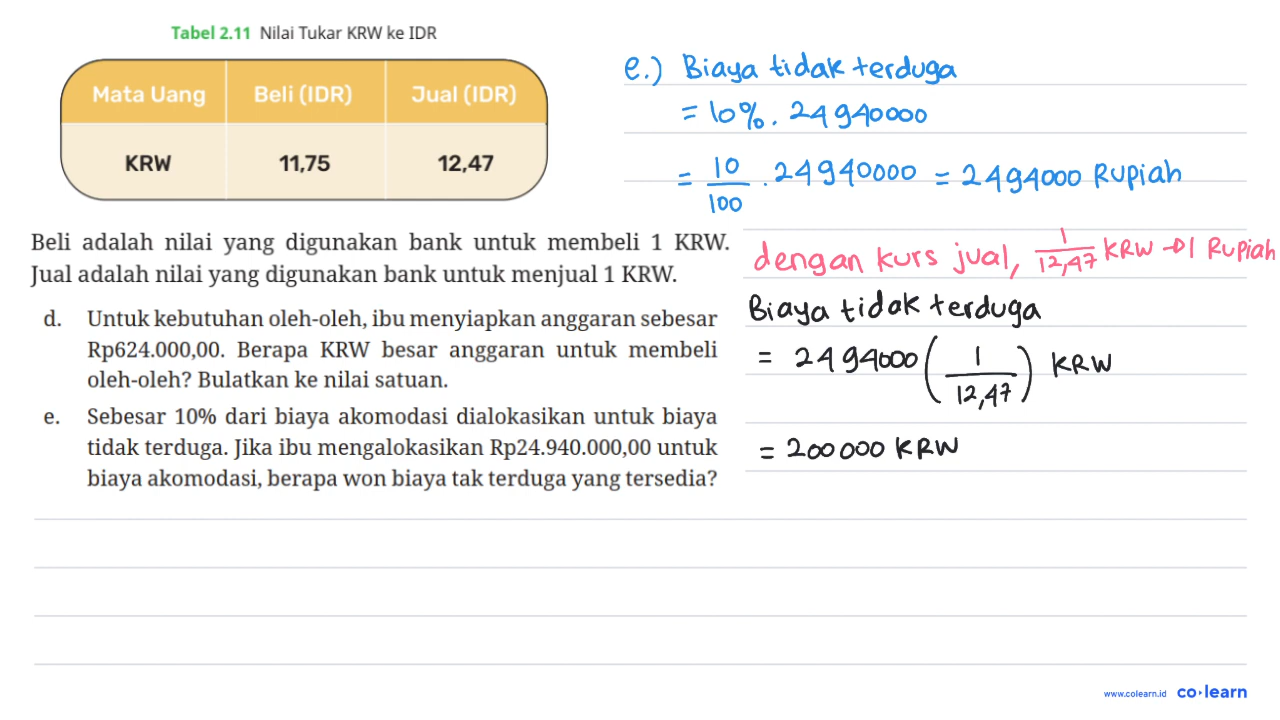 Tabel 2.11 Nilai Tukar KRW ke IDR
Mata Uang Beli (IDR) Jual (IDR)
KRW 11,75 12,47
Beli adalah nilai yang digunakan bank untuk membeli 1 KRW.
Jual adalah nilai yang digunakan bank untuk menjual 1 KRW.
d. Untuk kebutuhan oleh-oleh, ibu menyiapkan anggaran sebesar
Rp624.000,00. Berapa KRW besar anggaran untuk membeli
oleh-oleh? Bulatkan ke nilai satuan.
e. Sebesar 10% dari biaya akomodasi dialokasikan untuk biaya
tidak terduga. Jika ibu mengalokasikan Rp24.940.000,00 untuk
biaya akomodasi, berapa won biaya tak terduga yang tersedia?
e.) Biaya tidak terduga
= 10% . 24940000
= 10/100 . 24940000 = 2494000 Rupiah
dengan kurs jual, 1/12,47 KRW → 1 Rupiah
Biaya tidak terduga
= 2494000 (1/12,47) KRW
= 200000 KRW
www.colearn.id co·learn